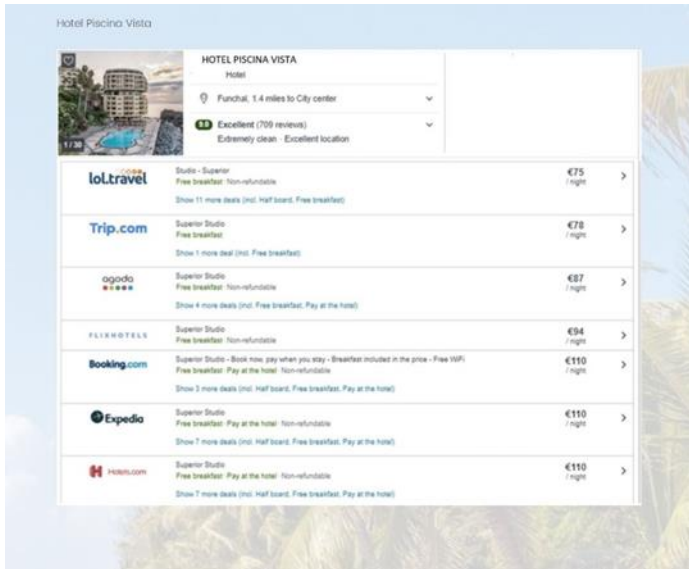 Hotel Piscina Vista
HOTEL PISCINA VISTA
Hotel
Funchal, 1.4 miles to City center
9.0 Excellent (709 reviews)
Extremely clean - Excellent location
1 / 30
lol.travel
Studio - Superior
€75
Free breakfast Non-refundable
/ night
Show 11 more deals (incl. Half board, Free breakfast)
Trip.com
Superior Studio
€78
Free breakfast
/ night
Show 1 more deal (incl. Free breakfast)
agoda
Superior Studio
€87
Free breakfast Non-refundable
/ night
Show 4 more deals (incl. Free breakfast, Pay at the hotel)
FLIXHOTELS
Superior Studio
€94
Free breakfast Non-refundable
/ night
Booking.com
Superior Studio - Book now, pay when you stay - Breakfast included in the price - Free WiFi
€110
Free breakfast Pay at the hotel Non-refundable
/ night
Show 3 more deals (incl. Half board, Free breakfast, Pay at the hotel)
Expedia
Superior Studio
€110
Free breakfast Pay at the hotel Non-refundable
/ night
Show 7 more deals (incl. Half board, Free breakfast, Pay at the hotel)
Hotels.com
Superior Studio
€110
Free breakfast Pay at the hotel Non-refundable
/ night
Show 7 more deals (incl. Half board, Free breakfast, Pay at the hotel)